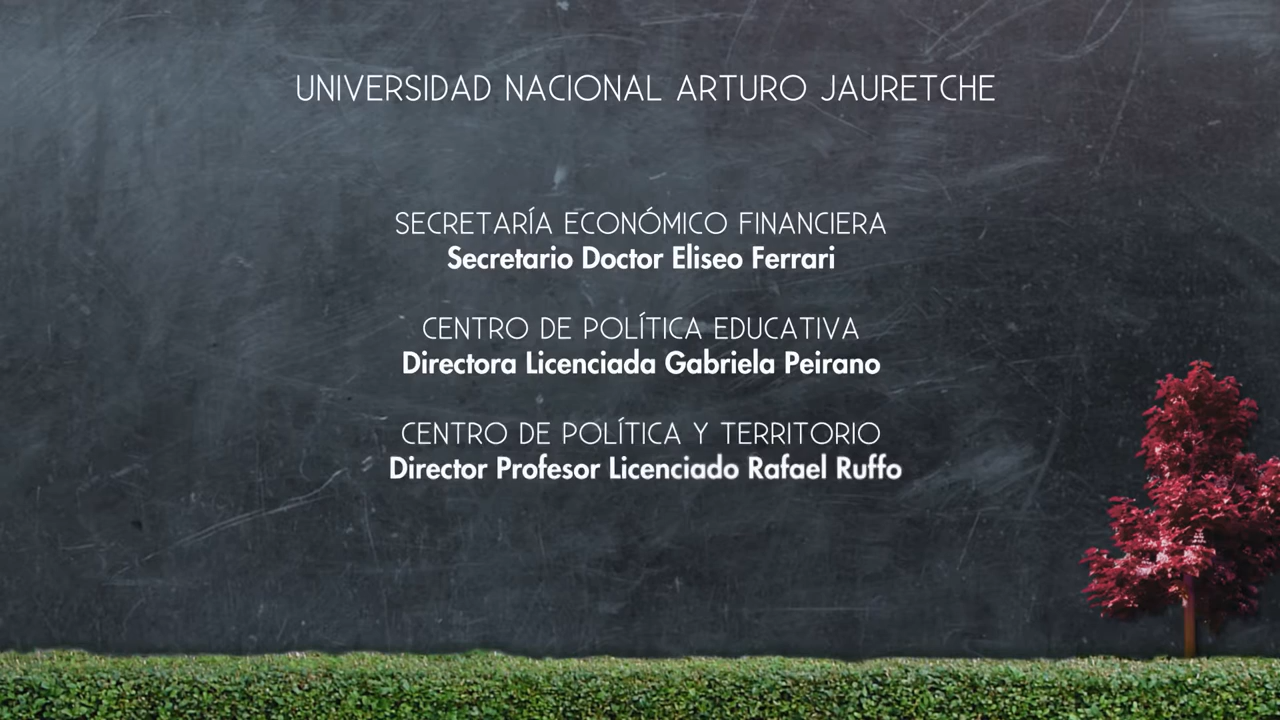 UNIVERSIDAD NACIONAL ARTURO JAURETCHE
SECRETARÍA ECONÓMICO FINANCIERA
Secretario Doctor Eliseo Ferrari
CENTRO DE POLÍTICA EDUCATIVA
Directora Licenciada Gabriela Peirano
CENTRO DE POLÍTICA Y TERRITORIO
Director Profesor Licenciado Rafael Ruffo